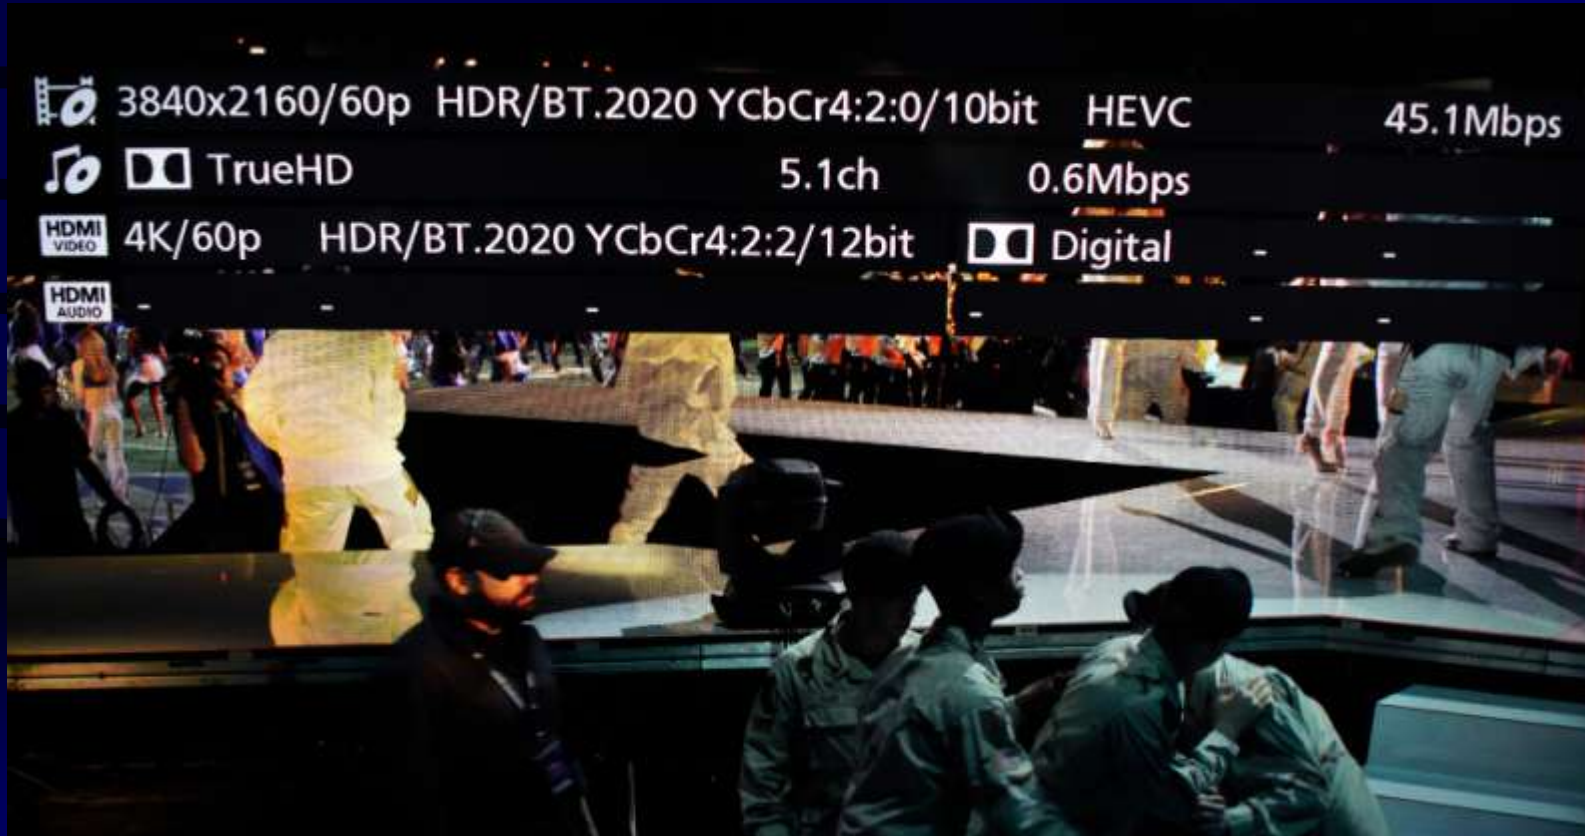 3840x2160/60p HDR/BT.2020 YCbCr4:2:0/10bit HEVC 45.1Mbps
TrueHD 5.1ch 0.6Mbps
HDMI VIDEO 4K/60p HDR/BT.2020 YCbCr4:2:2/12bit Digital - -
HDMI AUDIO - - - - - -